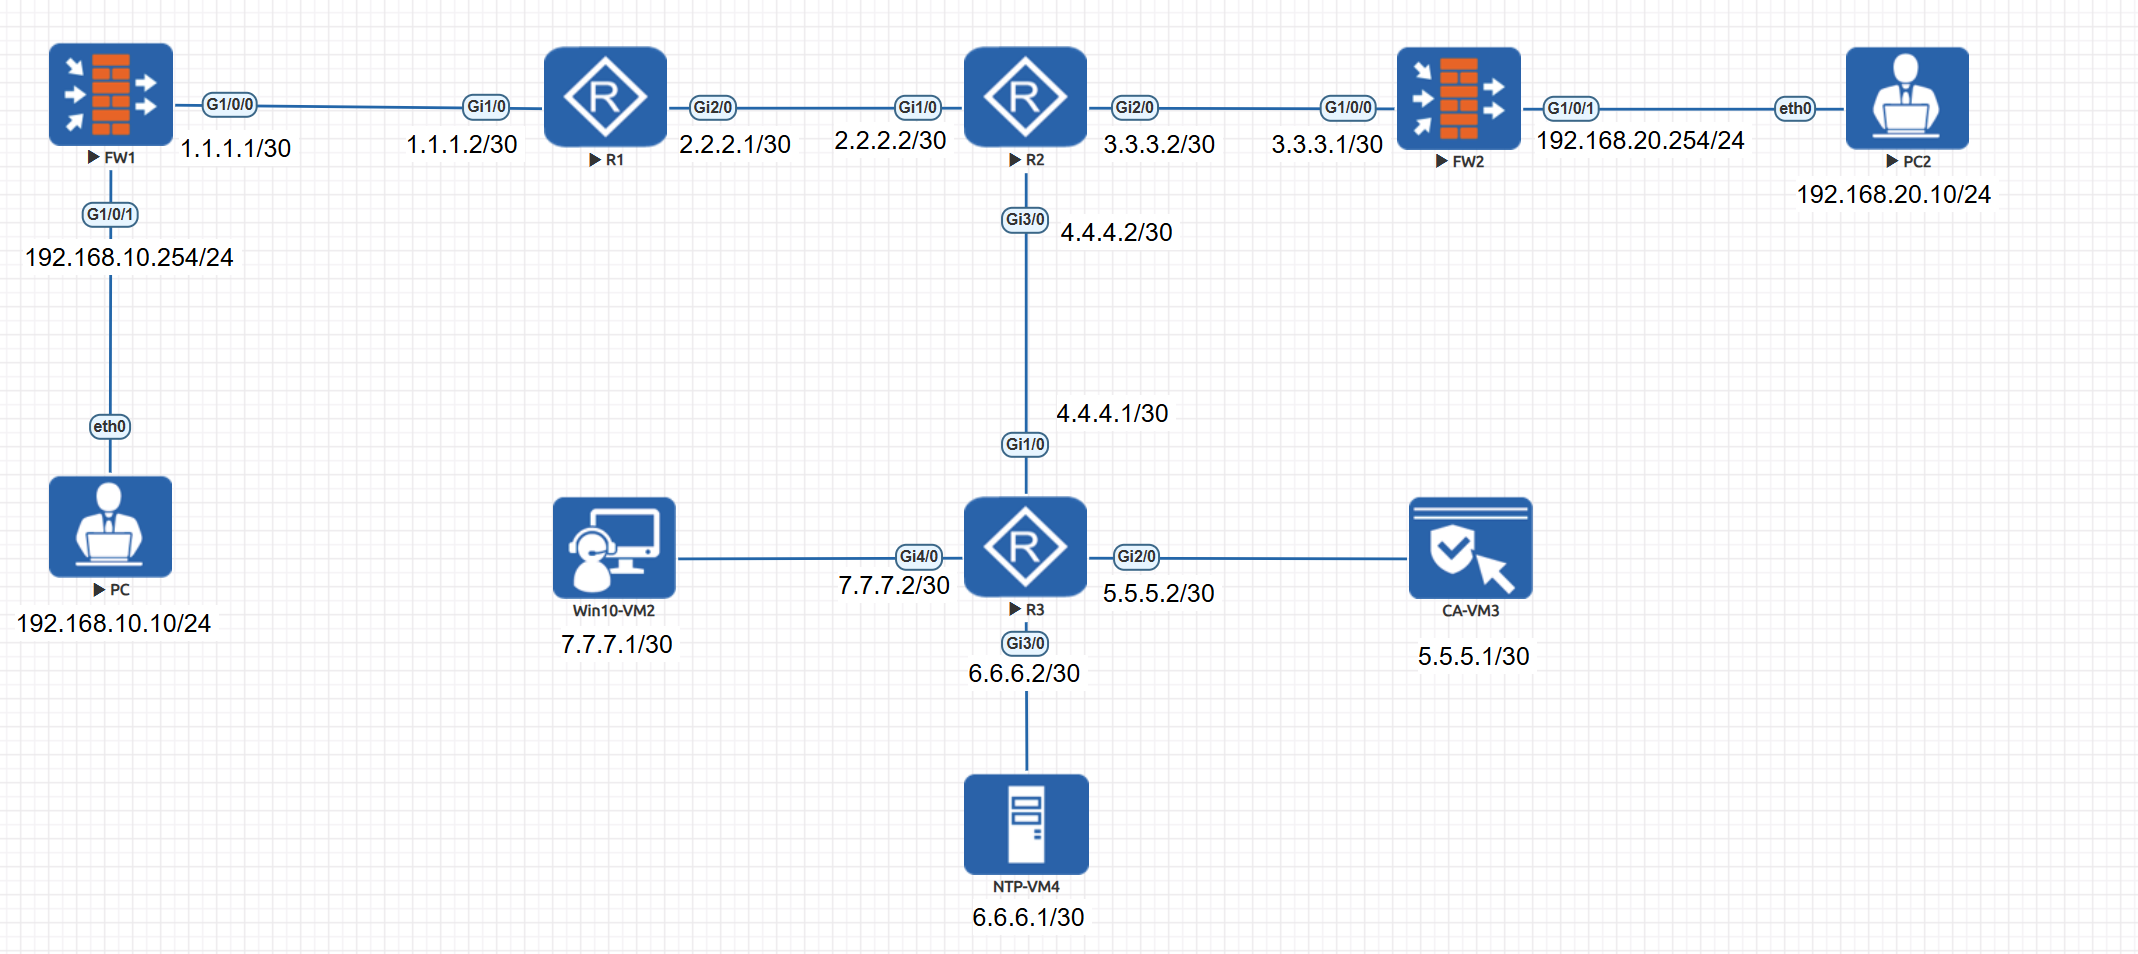 G1/0/0
Gi1/0
Gi2/0
Gi1/0
Gi2/0
G1/0/0
G1/0/1
eth0
1.1.1.1/30
1.1.1.2/30
2.2.2.1/30
2.2.2.2/30
3.3.3.2/30
3.3.3.1/30
192.168.20.254/24
FW1
R1
R2
FW2
PC2
192.168.20.10/24
G1/0/1
Gi3/0
4.4.4.2/30
192.168.10.254/24
4.4.4.1/30
eth0
Gi1/0
Gi4/0
Gi2/0
7.7.7.2/30
5.5.5.2/30
PC
Win10-VM2
R3
CA-VM3
192.168.10.10/24
7.7.7.1/30
Gi3/0
5.5.5.1/30
6.6.6.2/30
NTP-VM4
6.6.6.1/30
R
R
R